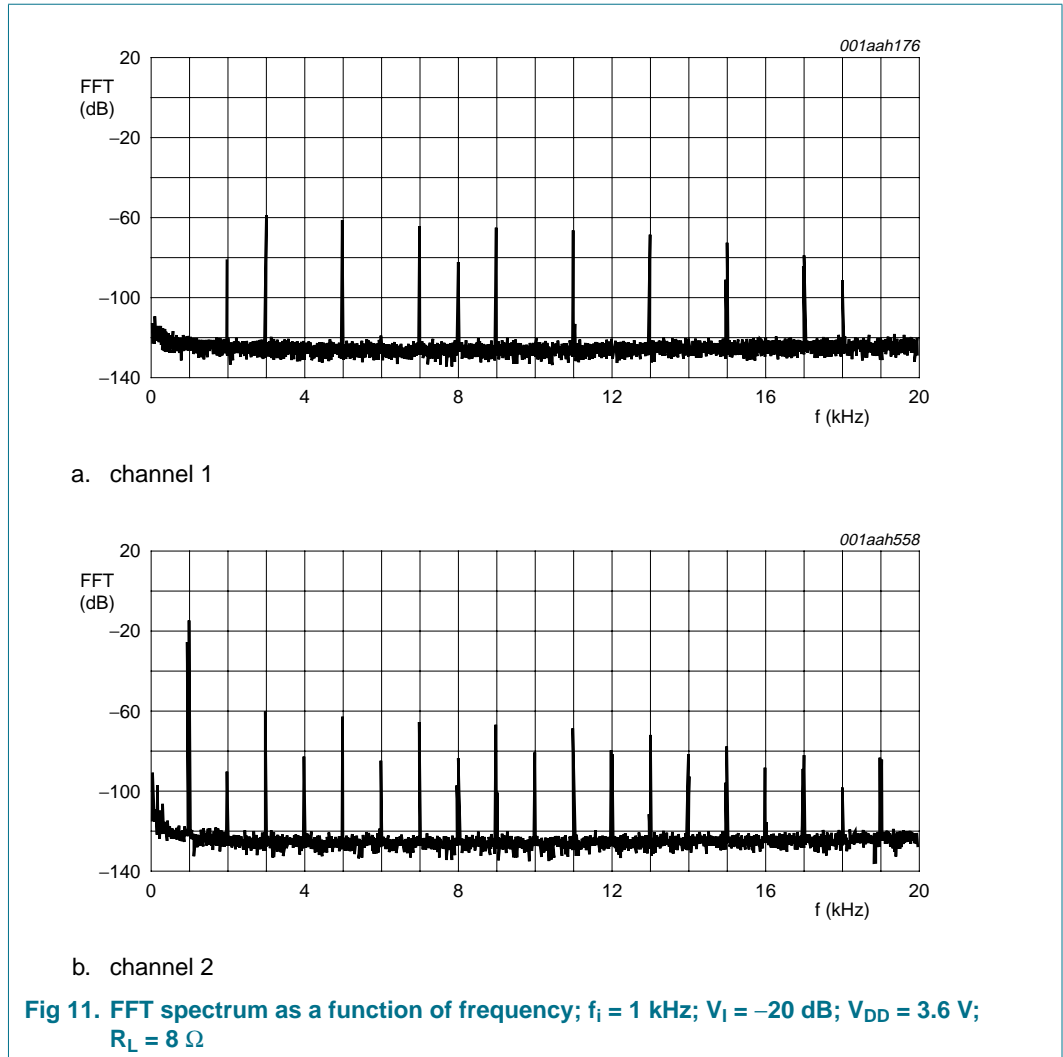 001aah176
20
FFT
(dB)
−20
−60
−100
−140
0 4 8 12 16 20
f (kHz)
a. channel 1
001aah558
20
FFT
(dB)
−20
−60
−100
−140
0 4 8 12 16 20
f (kHz)
b. channel 2
Fig 11. FFT spectrum as a function of frequency; fi = 1 kHz; VI = −20 dB; VDD = 3.6 V;
RL = 8 Ω